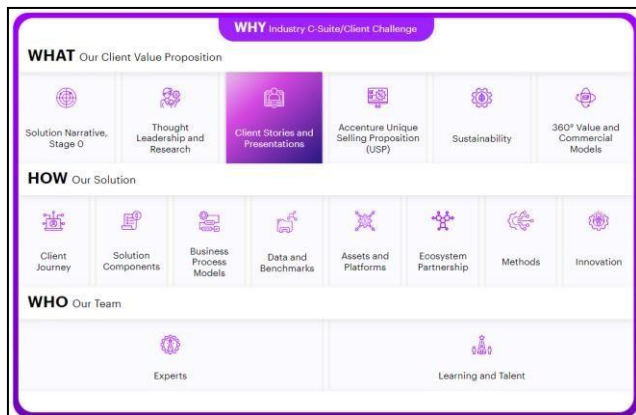 WHY Industry C-Suite/Client Challenge
WHAT Our Client Value Proposition
Solution Narrative,
Stage 0
Thought
Leadership and
Research
Client Stories and
Presentations
Accenture Unique
Selling Proposition
(USP)
Sustainability
360° Value and
Commercial
Models
HOW Our Solution
Client
Journey
Solution
Components
Business
Process
Models
Data and
Benchmarks
Assets and
Platforms
Ecosystem
Partnership
Methods
Innovation
WHO Our Team
Experts
Learning and Talent